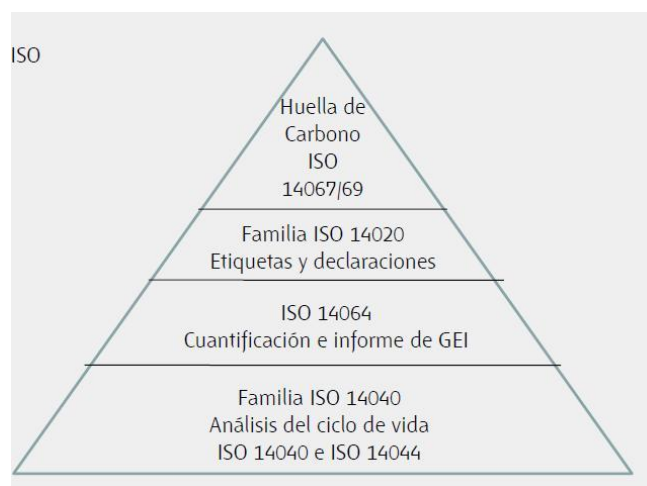 ISO
Huella de
Carbono
ISO
14067/69
Familia ISO 14020
Etiquetas y declaraciones
ISO 14064
Cuantificación e informe de GEI
Familia ISO 14040
Análisis del ciclo de vida
ISO 14040 e ISO 14044